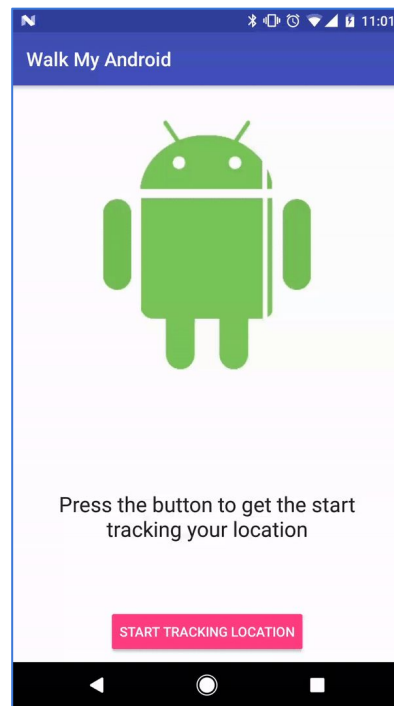 11:01
Walk My Android
Press the button to get the start
tracking your location
START TRACKING LOCATION